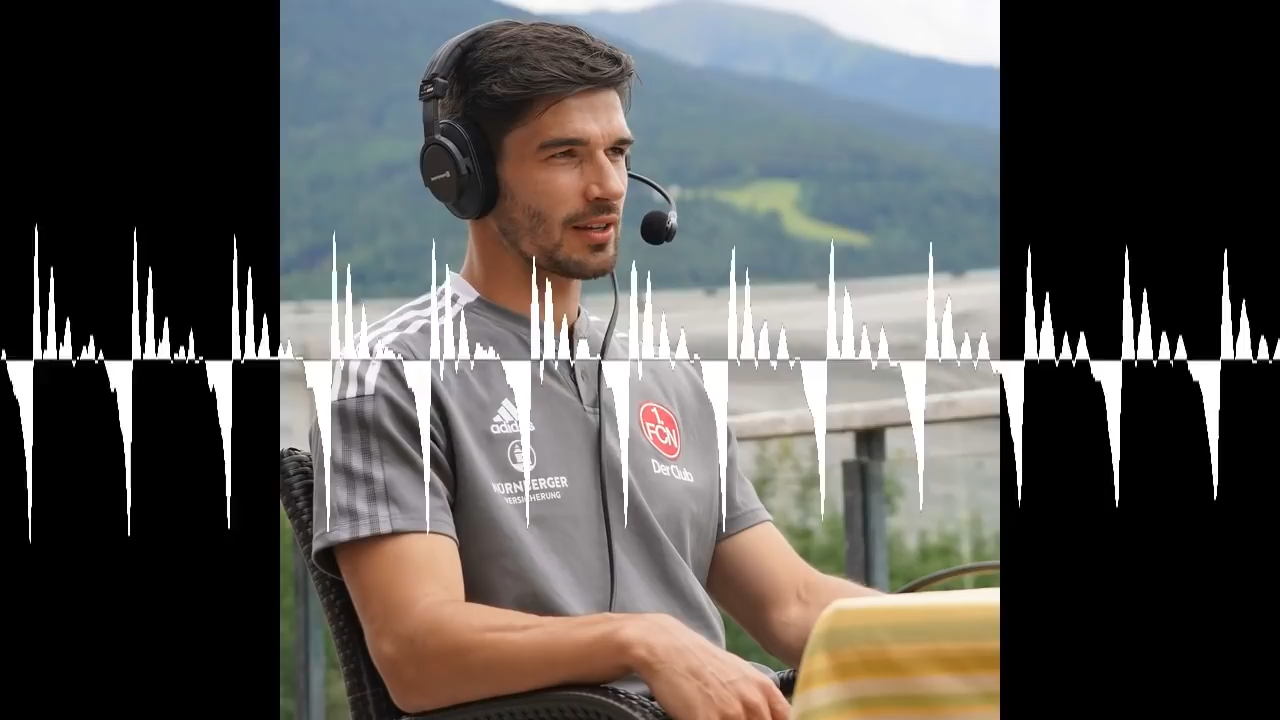 adidas
NÜRNBERGER
VERSICHERUNG
1.
FCN
Der Club